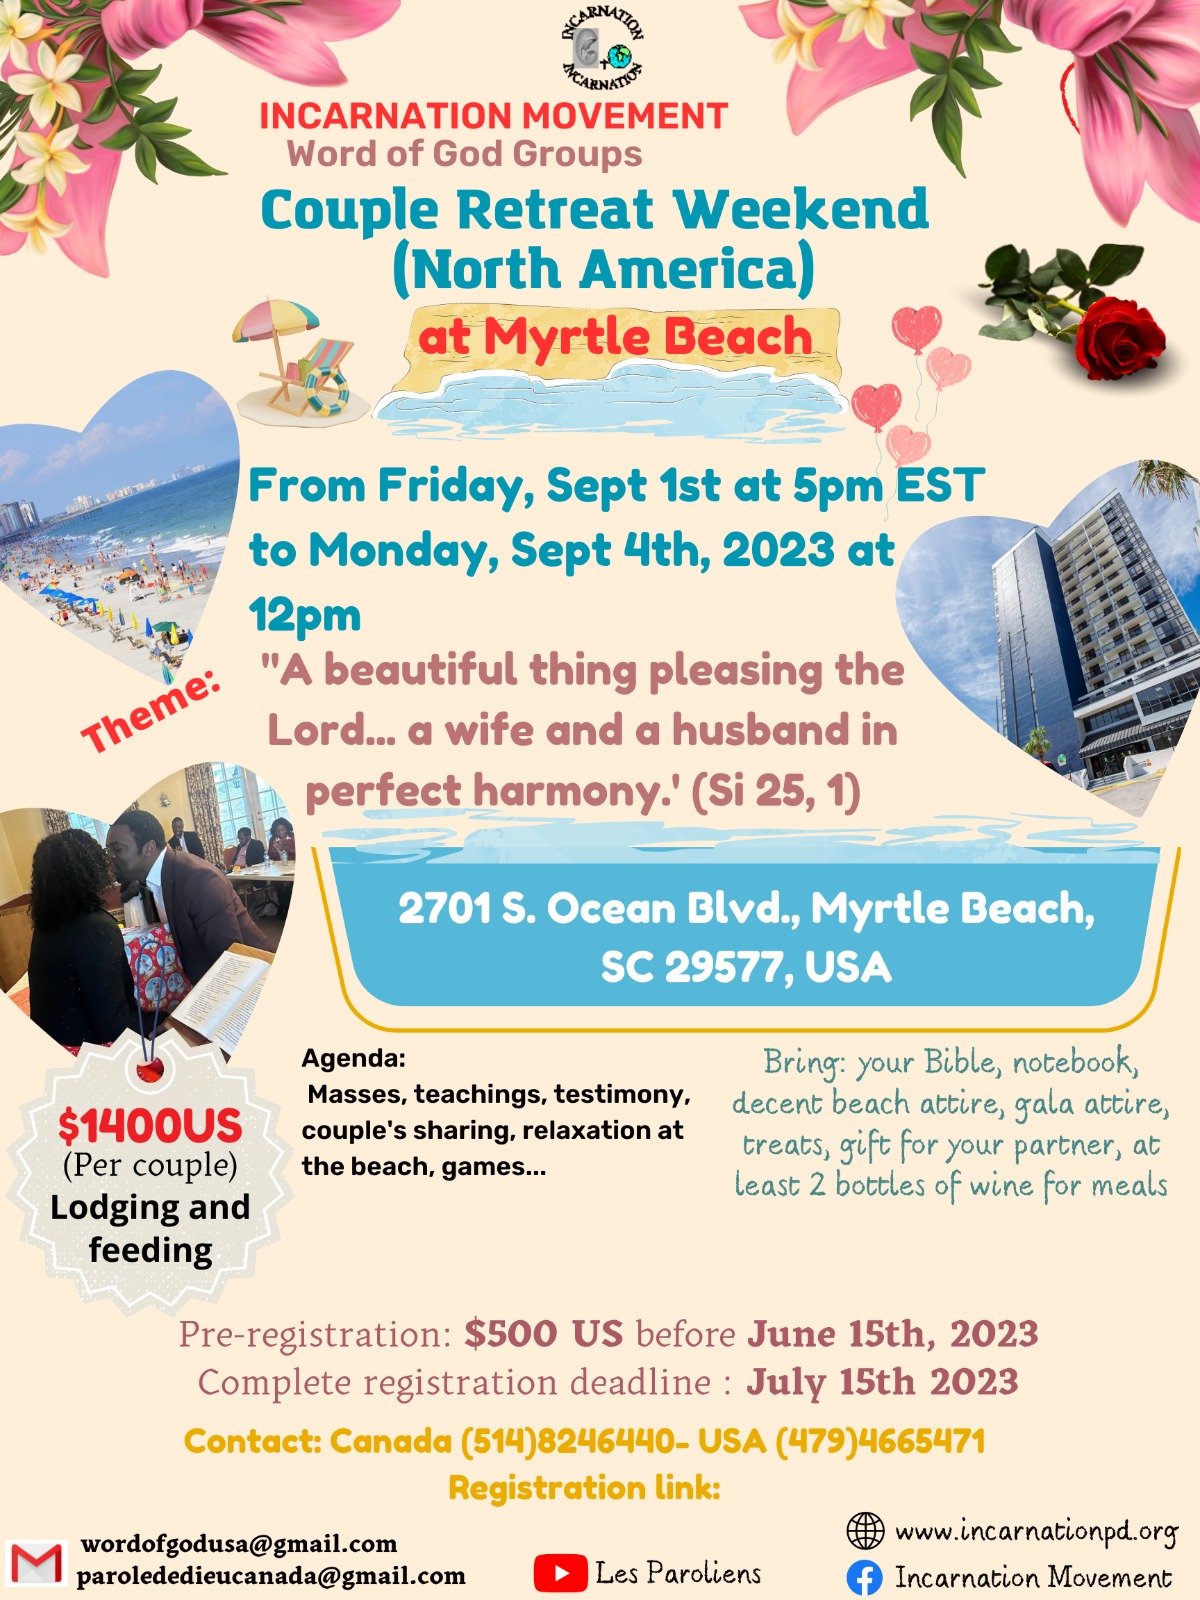 INCARNATION
INCARNATION
INCARNATION MOVEMENT
Word of God Groups
Couple Retreat Weekend
(North America)
at Myrtle Beach
From Friday, Sept 1st at 5pm EST
to Monday, Sept 4th, 2023 at
12pm
Theme:
"A beautiful thing pleasing the
Lord... a wife and a husband in
perfect harmony.' (Si 25, 1)
2701 S. Ocean Blvd., Myrtle Beach,
SC 29577, USA
$1400US
(Per couple)
Lodging and
feeding
Agenda:
Masses, teachings, testimony,
couple's sharing, relaxation at
the beach, games...
Bring: your Bible, notebook,
decent beach attire, gala attire,
treats, gift for your partner, at
least 2 bottles of wine for meals
Pre-registration: $500 US before June 15th, 2023
Complete registration deadline : July 15th 2023
Contact: Canada (514)8246440- USA (479)4665471
Registration link:
wordofgodusa@gmail.com
parolededieucanada@gmail.com
Les Paroliens
www.incarnationpd.org
Incarnation Movement